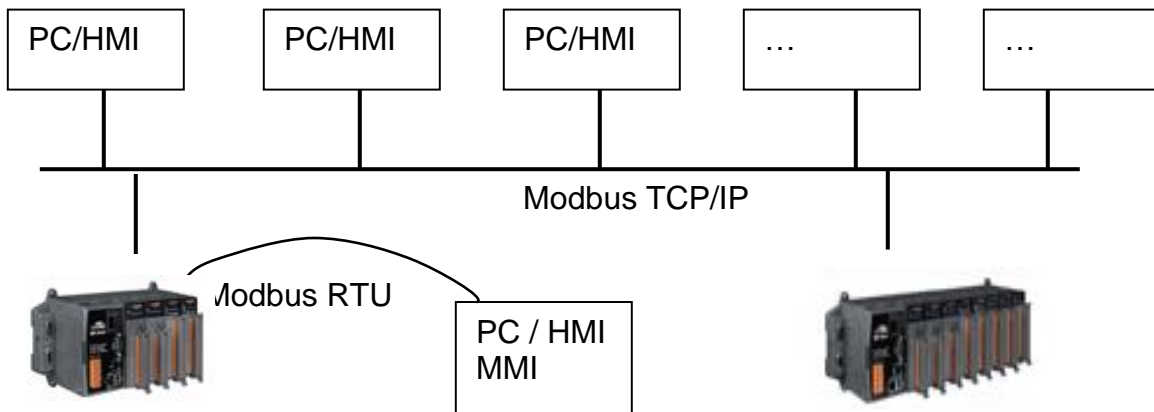 PC/HMI
PC/HMI
PC/HMI
...
...
Modbus TCP/IP
Modbus RTU
PC / HMI
MMI